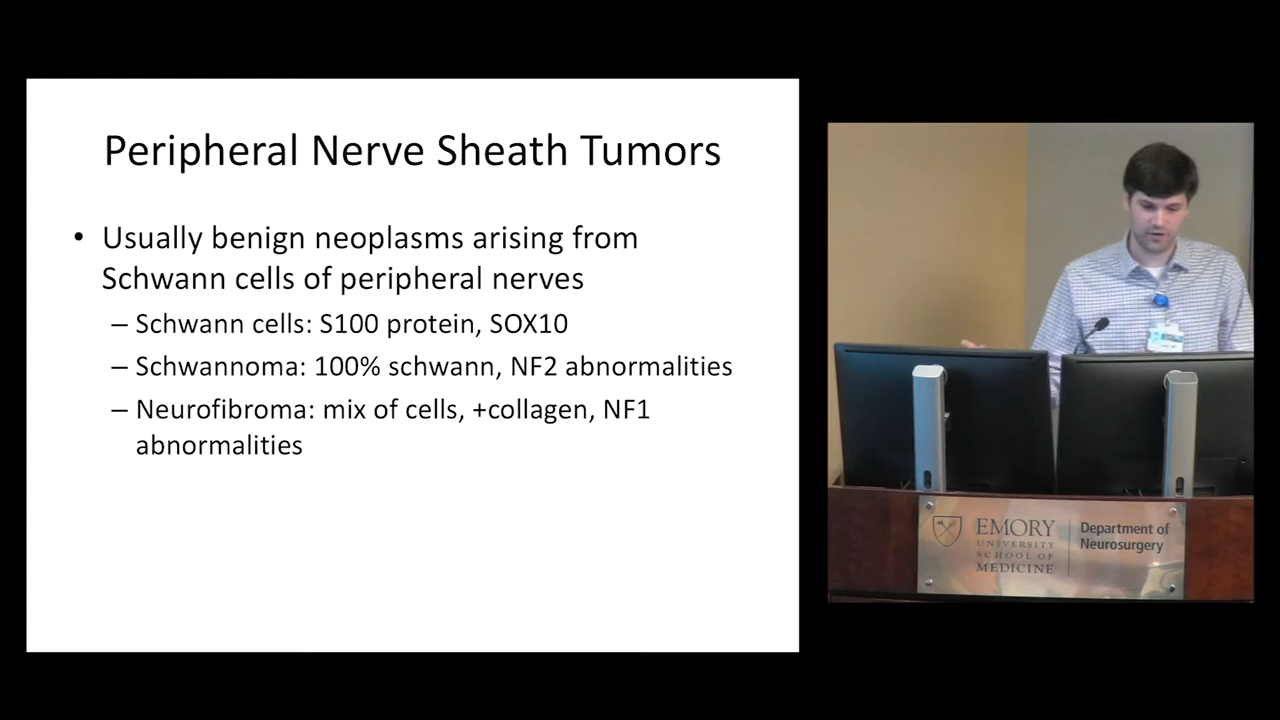 Peripheral Nerve Sheath Tumors
• Usually benign neoplasms arising from
Schwann cells of peripheral nerves
– Schwann cells: S100 protein, SOX10
– Schwannoma: 100% schwann, NF2 abnormalities
– Neurofibroma: mix of cells, +collagen, NF1
abnormalities
EMORY
UNIVERSITY
SCHOOL OF
MEDICINE
Department of
Neurosurgery